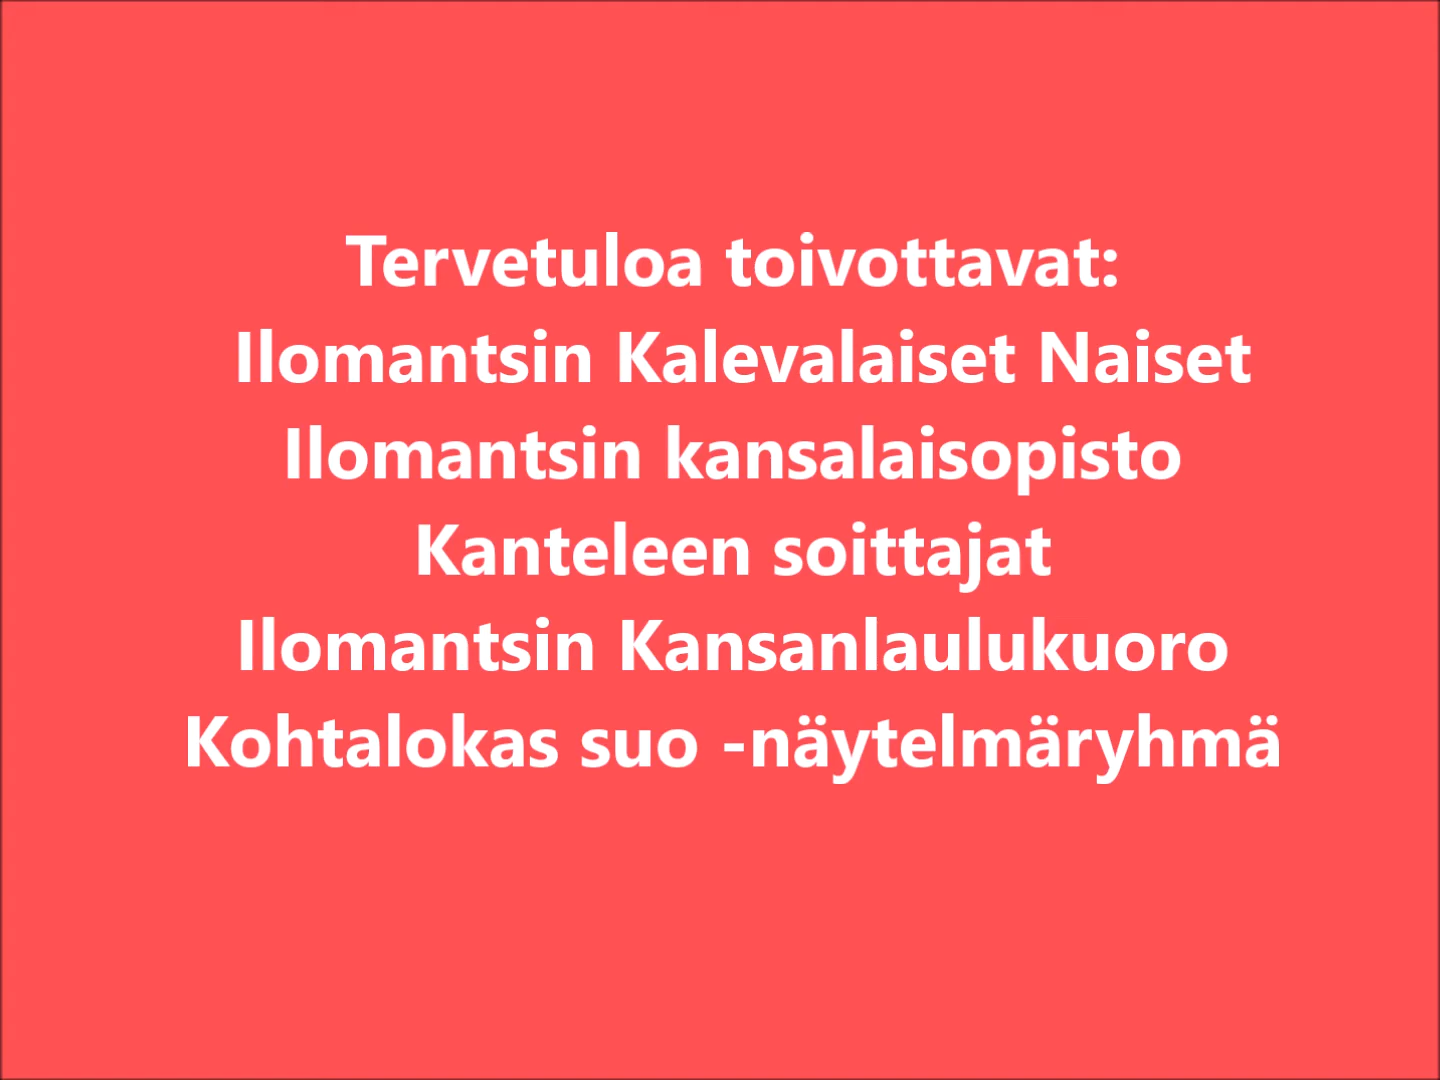 Tervetuloa toivottavat:
Ilomantsin Kalevalaiset Naiset
Ilomantsin kansalaisopisto
Kanteleen soittajat
Ilomantsin Kansanlaulukuoro
Kohtalokas suo -näytelmäryhmä